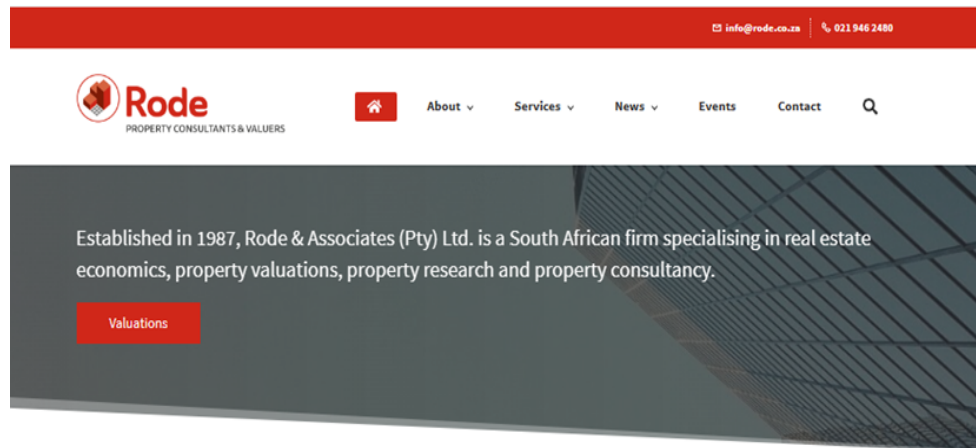 info@rode.co.za 021 946 2480
Rode
PROPERTY CONSULTANTS & VALUERS
About Services News Events Contact
Established in 1987, Rode & Associates (Pty) Ltd. is a South African firm specialising in real estate
economics, property valuations, property research and property consultancy.
Valuations